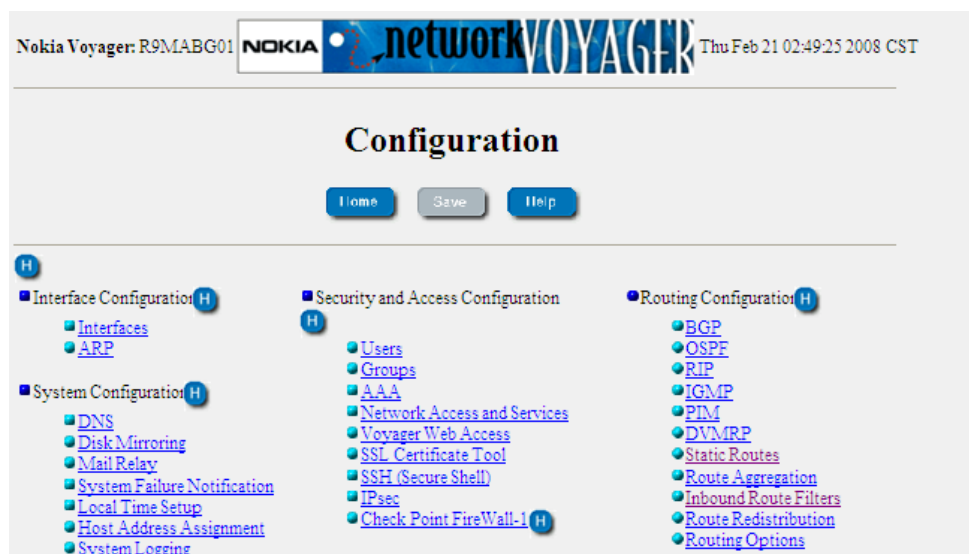 Nokia Voyager: R9MABG01 NOKIA network VOYAGER Thu Feb 21 02:49:25 2008 CST
Configuration
Home Save Help
H
Interface Configuration H
Interfaces
ARP
System Configuration H
DNS
Disk Mirroring
Mail Relay
System Failure Notification
Local Time Setup
Host Address Assignment
System Logging
Security and Access Configuration
H
Users
Groups
AAA
Network Access and Services
Voyager Web Access
SSL Certificate Tool
SSH (Secure Shell)
IPsec
Check Point FireWall-1 H
Routing Configuration H
BGP
OSPF
RIP
IGMP
PIM
DVMRP
Static Routes
Route Aggregation
Inbound Route Filters
Route Redistribution
Routing Options